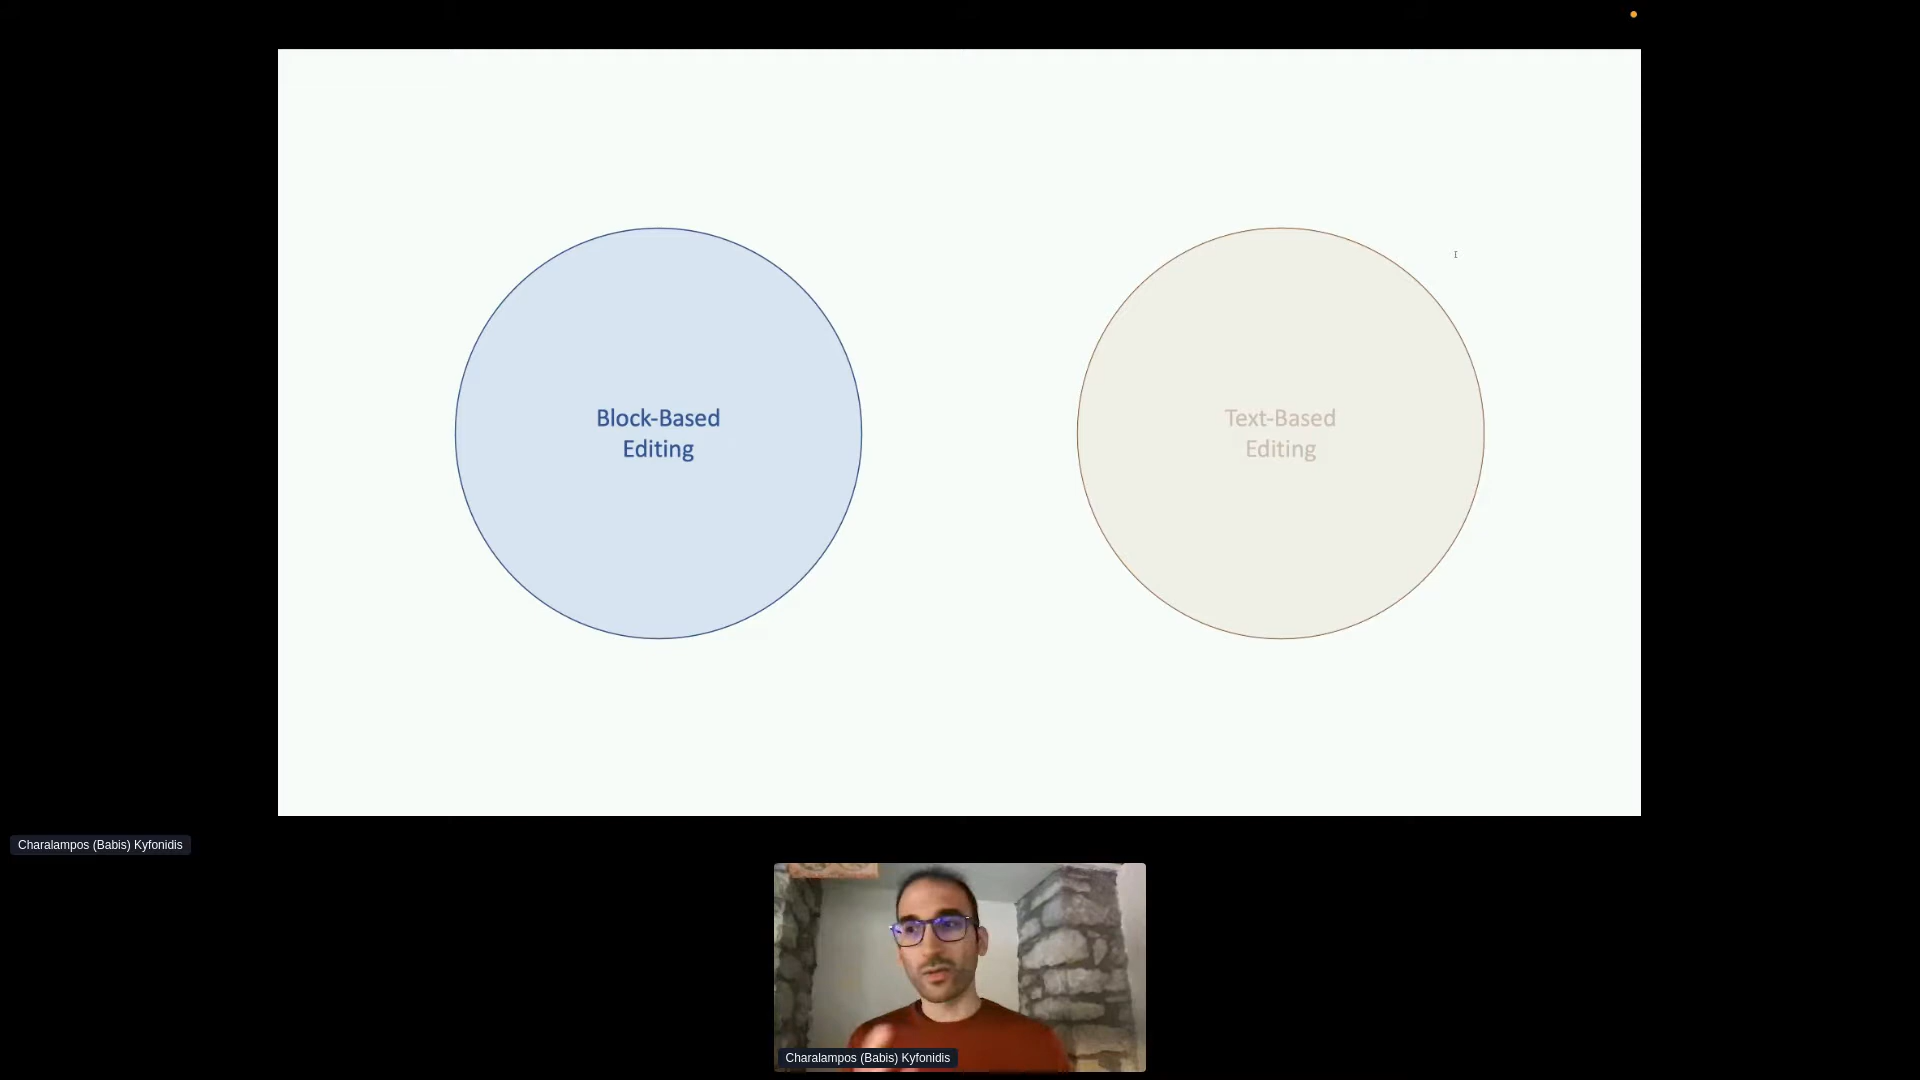 Block-Based
Editing
Text-Based
Editing
Charalampos (Babis) Kyfonidis
Charalampos (Babis) Kyfonidis